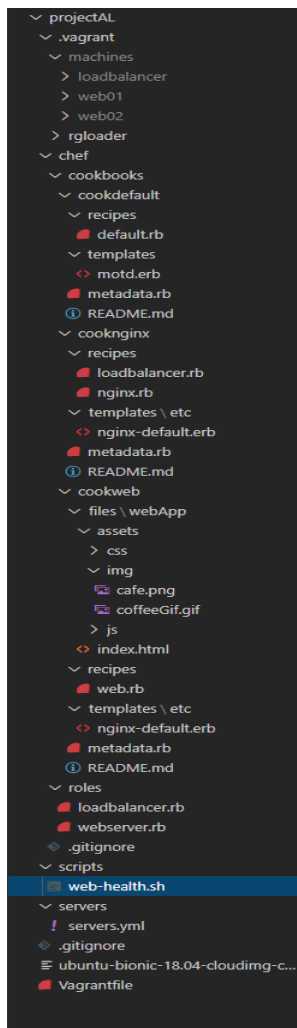 projectAL
.vagrant
machines
loadbalancer
web01
web02
rgloader
chef
cookbooks
cookdefault
recipes
default.rb
templates
motd.erb
metadata.rb
README.md
cooknginx
recipes
loadbalancer.rb
nginx.rb
templates \ etc
nginx-default.erb
metadata.rb
README.md
cookweb
files \ webApp
assets
css
img
cafe.png
coffeeGif.gif
js
index.html
recipes
web.rb
templates \ etc
nginx-default.erb
metadata.rb
README.md
roles
loadbalancer.rb
webserver.rb
.gitignore
scripts
web-health.sh
servers
servers.yml
.gitignore
ubuntu-bionic-18.04-cloudimg-c...
Vagrantfile